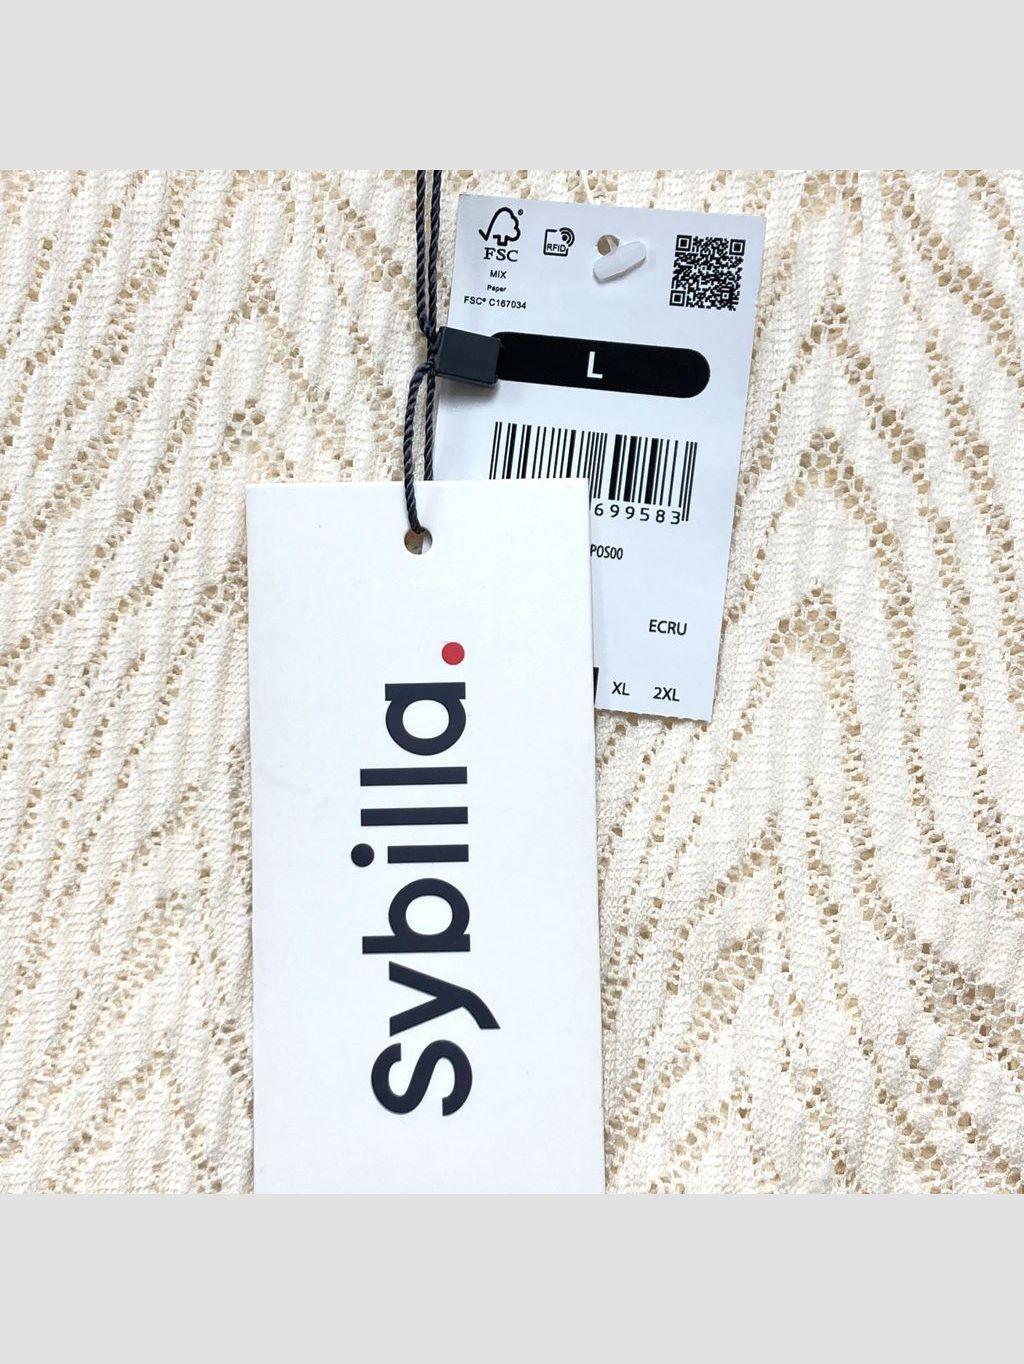 FSC®
MIX
Paper
FSC® C167034
RFID
L
699583
POS00
ECRU
XL 2XL
Sybilla.